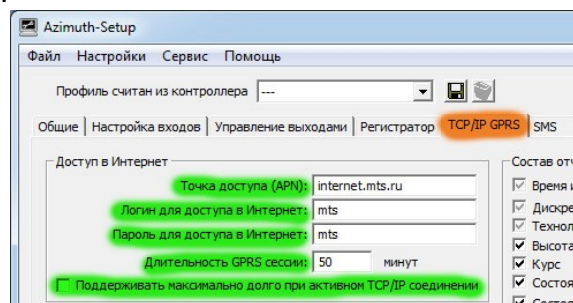 Azimuth-Setup
Файл Настройки Сервис Помощь
Профиль считан из контроллера ---
Общие Настройка входов Управление выходами Регистратор TCP/IP GPRS SMS
Доступ в Интернет
Точка доступа (APN): internet.mts.ru
Логин для доступа в Интернет: mts
Пароль для доступа в Интернет: mts
Длительность GPRS сессии: 50 минут
Поддерживать максимально долго при активном TCP/IP соединении
Состав от
Время и
Дискре
Технол
Высота
Курс
Состоя